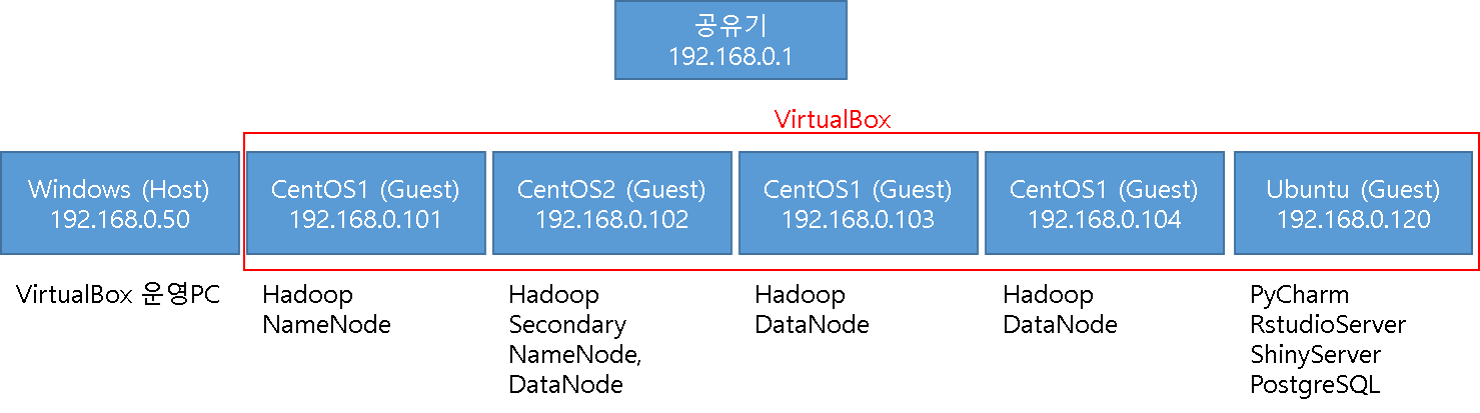 공유기
192.168.0.1
VirtualBox
Windows (Host)
192.168.0.50
CentOS1 (Guest)
192.168.0.101
CentOS2 (Guest)
192.168.0.102
CentOS1 (Guest)
192.168.0.103
CentOS1 (Guest)
192.168.0.104
Ubuntu (Guest)
192.168.0.120
VirtualBox 운영PC
Hadoop
NameNode
Hadoop
Secondary
NameNode,
DataNode
Hadoop
DataNode
Hadoop
DataNode
PyCharm
RstudioServer
ShinyServer
PostgreSQL